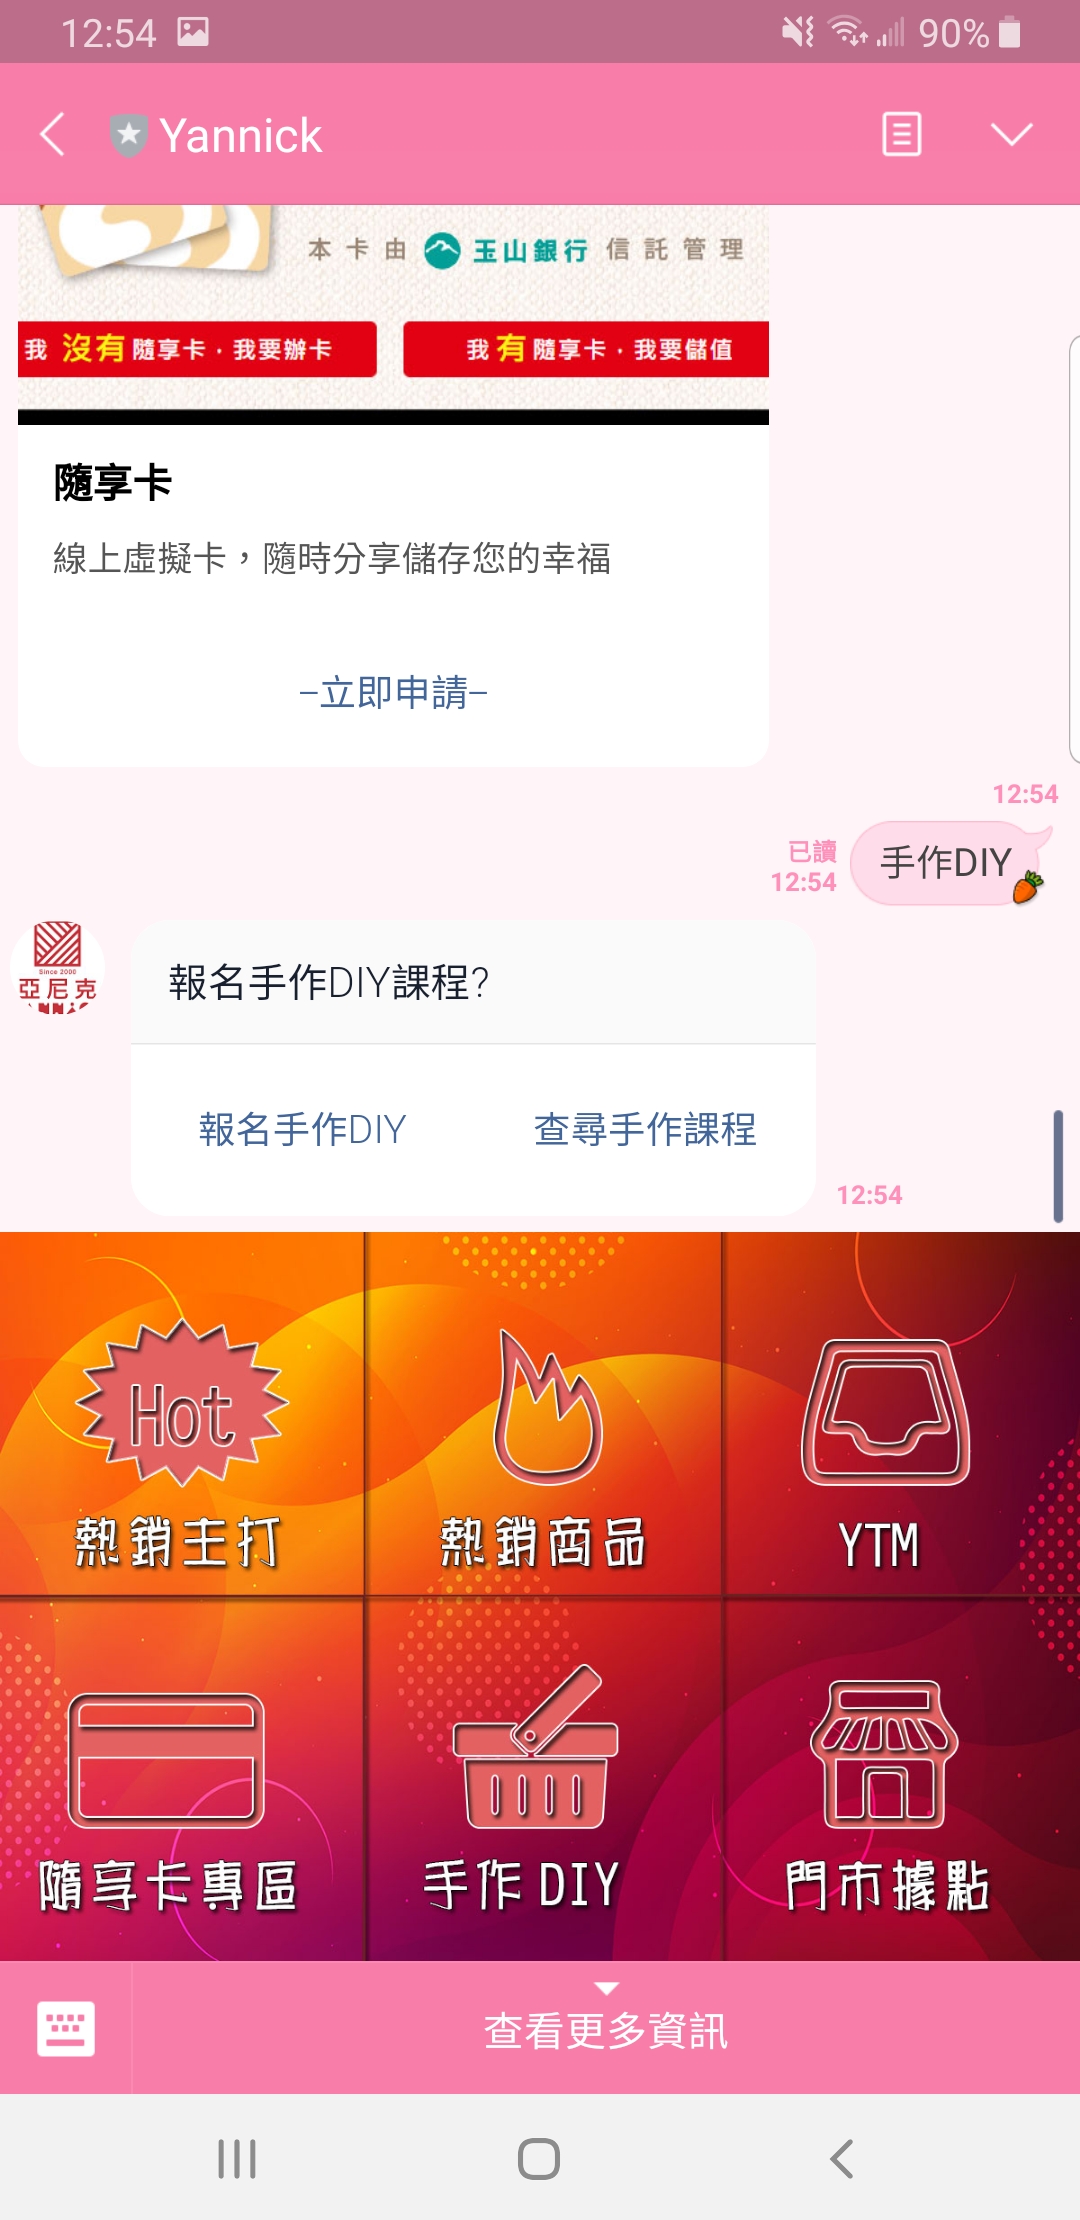 12:54
90%
Yannick
本卡由 玉山銀行 信託管理
我 沒有 隨享卡．我要辦卡
我 有 隨享卡．我要儲值
隨享卡
線上虛擬卡，隨時分享儲存您的幸福
–立即申請–
12:54
已讀
12:54
手作DIY
Since 2000
亞尼克
報名手作DIY課程?
報名手作DIY
查尋手作課程
12:54
Hot
熱銷主打
熱銷商品
YTM
隨享卡專區
手作 DIY
門市據點
查看更多資訊